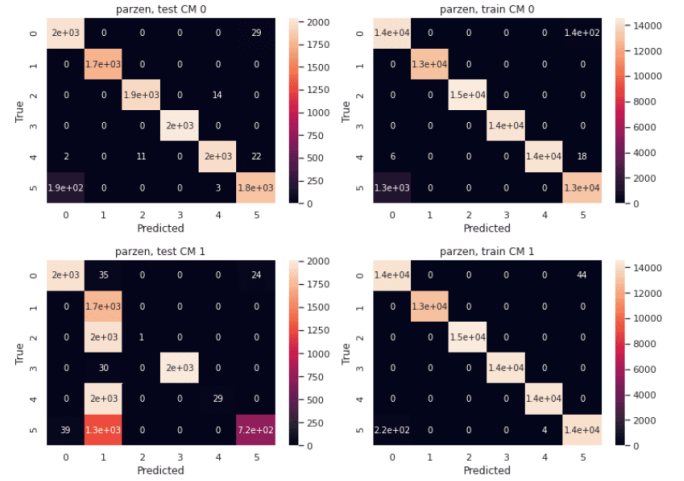 parzen, test CM 0
0 2e+03 0 0 0 0 29
1 0 1.7e+03 0 0 0 0
2 0 0 1.9e+03 0 14 0
3 0 0 0 2e+03 0 0
4 2 0 11 0 2e+03 22
5 1.9e+02 0 0 0 3 1.8e+03
0 1 2 3 4 5
True
Predicted
2000
1750
1500
1250
1000
750
500
250
0
parzen, train CM 0
0 1.4e+04 0 0 0 0 1.4e+02
1 0 1.3e+04 0 0 0 0
2 0 0 1.5e+04 0 0 0
3 0 0 0 1.4e+04 0 0
4 6 0 0 0 1.4e+04 18
5 1.3e+03 0 0 0 0 1.3e+04
0 1 2 3 4 5
True
Predicted
14000
12000
10000
8000
6000
4000
2000
0
parzen, test CM 1
0 2e+03 35 0 0 0 24
1 0 1.7e+03 0 0 0 0
2 0 2e+03 1 0 0 0
3 0 30 0 2e+03 0 0
4 0 2e+03 0 0 29 0
5 39 1.3e+03 0 0 0 7.2e+02
0 1 2 3 4 5
True
Predicted
2000
1750
1500
1250
1000
750
500
250
0
parzen, train CM 1
0 1.4e+04 0 0 0 0 44
1 0 1.3e+04 0 0 0 0
2 0 0 1.5e+04 0 0 0
3 0 0 0 1.4e+04 0 0
4 0 0 0 0 1.4e+04 0
5 2.2e+02 0 0 0 4 1.4e+04
0 1 2 3 4 5
True
Predicted
14000
12000
10000
8000
6000
4000
2000
0